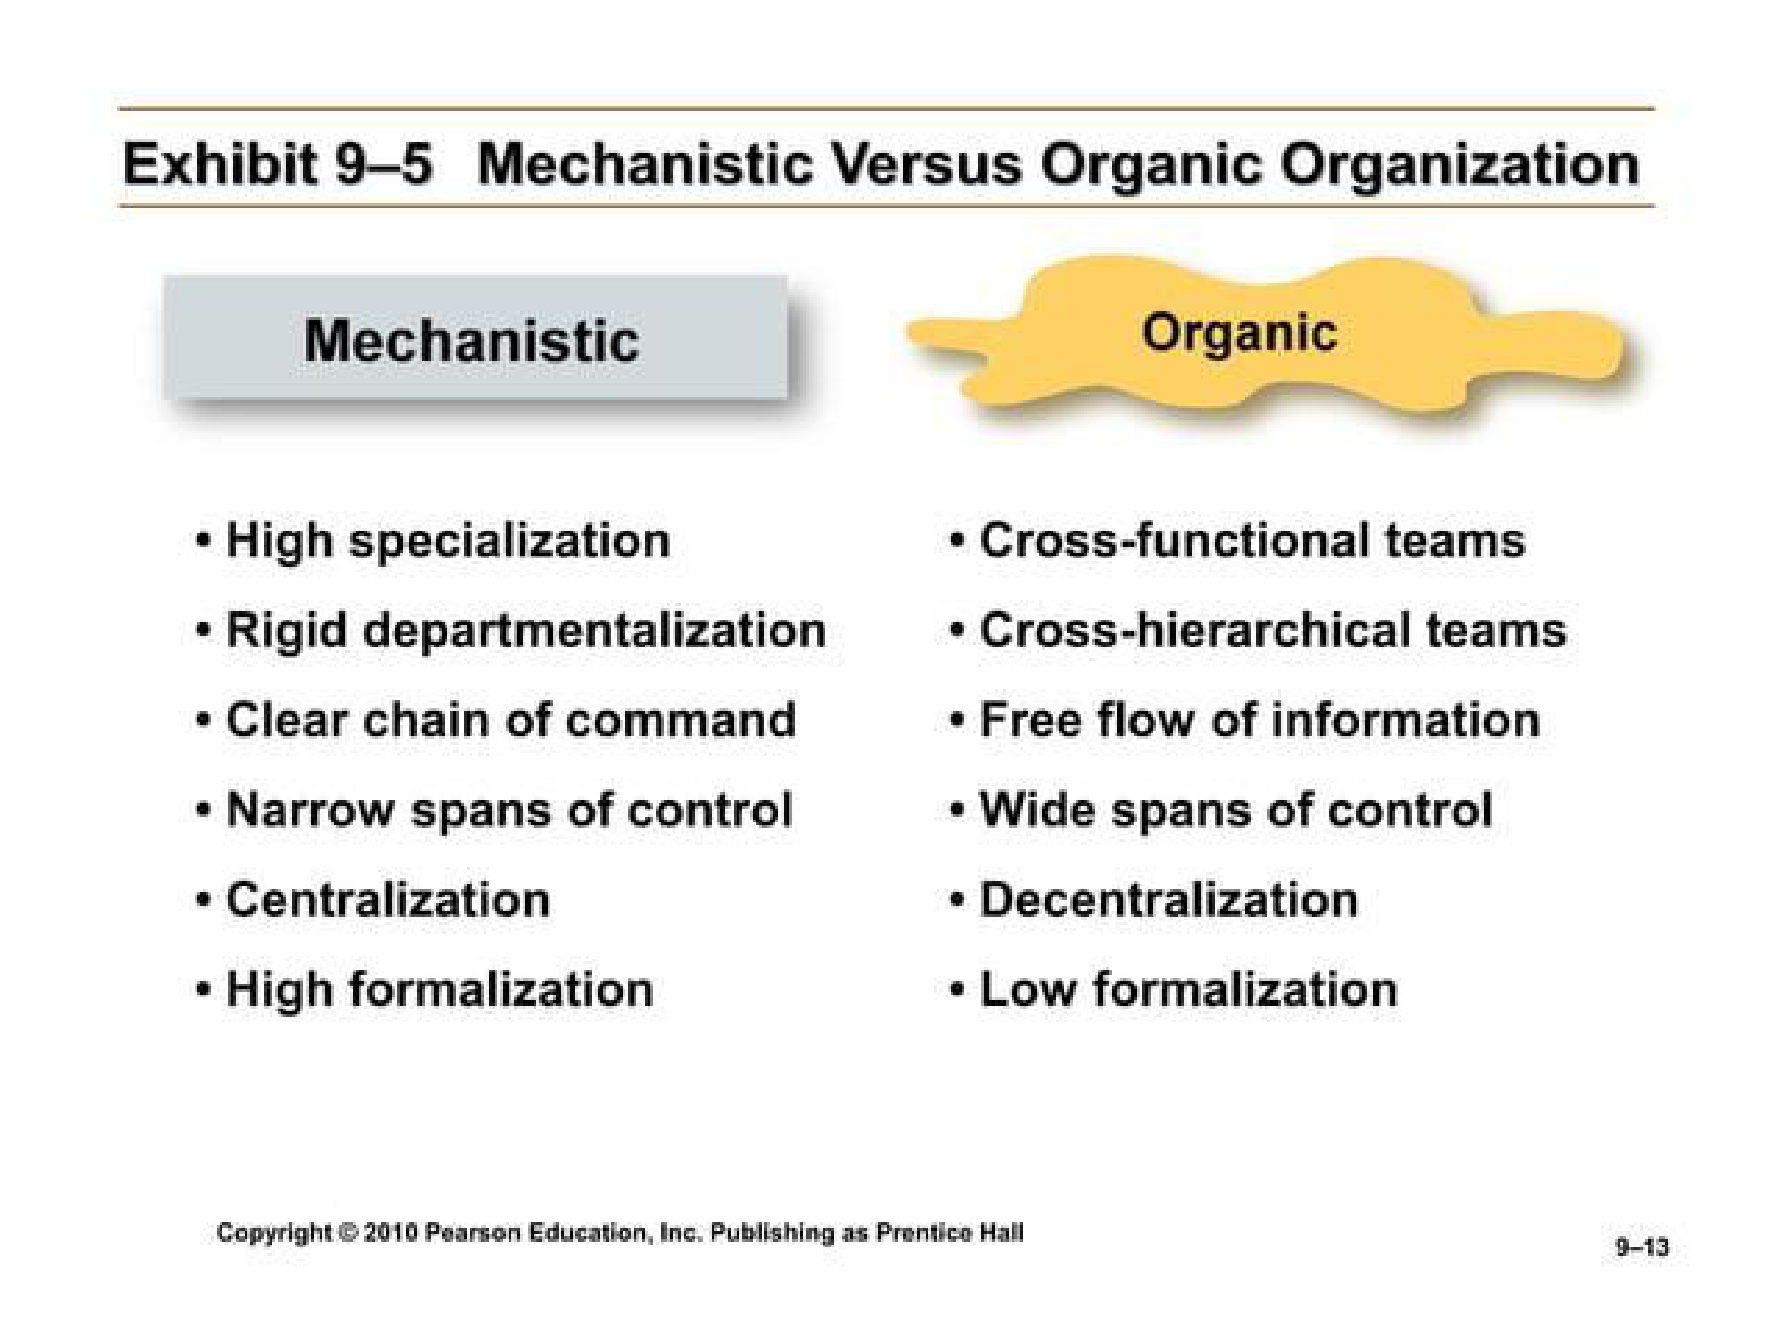 Exhibit 9–5 Mechanistic Versus Organic Organization
Mechanistic
Organic
• High specialization
• Rigid departmentalization
• Clear chain of command
• Narrow spans of control
• Centralization
• High formalization
• Cross-functional teams
• Cross-hierarchical teams
• Free flow of information
• Wide spans of control
• Decentralization
• Low formalization
Copyright © 2010 Pearson Education, Inc. Publishing as Prentice Hall
9–13